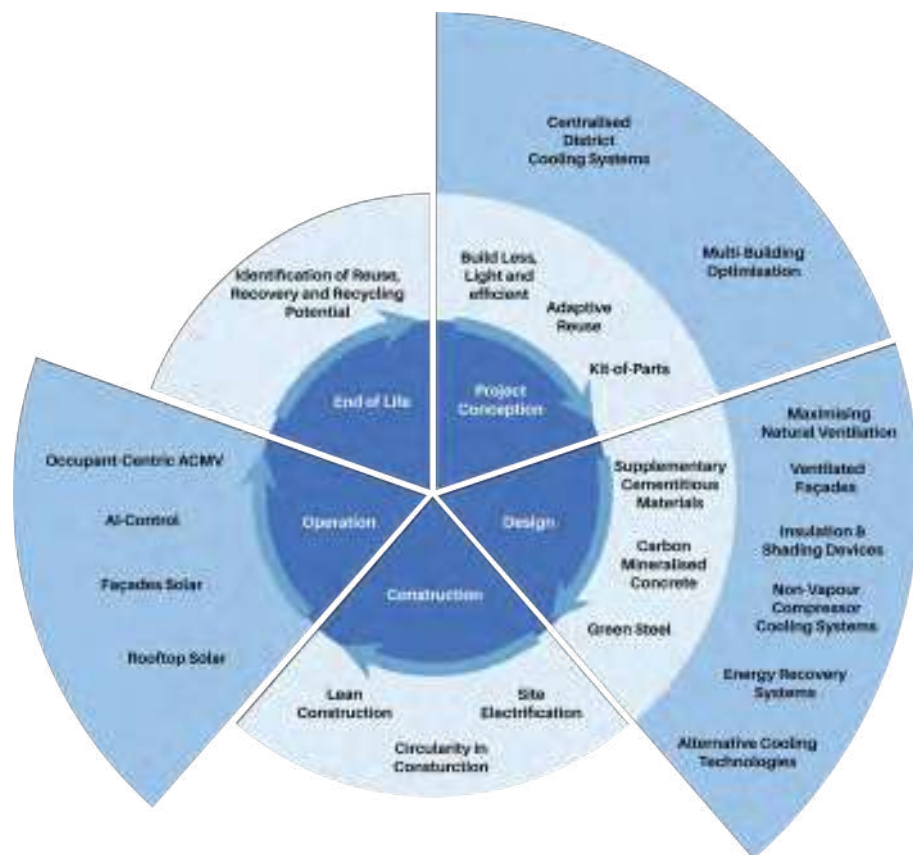 Centralised
District
Cooling Systems
Multi-Building
Optimisation
Build Less,
Light and
efficient
Adaptive
Reuse
Kit-of-Parts
Project
Conception
Maximising
Natural Ventilation
Ventilated
Façades
Insulation &
Shading Devices
Non-Vapour
Compressor
Cooling Systems
Energy Recovery
Systems
Alternative Cooling
Technologies
Supplementary
Cementitious
Materials
Carbon
Mineralised
Concrete
Green Steel
Design
Construction
Site
Electrification
Lean
Construction
Circularity in
Consturction
Operation
Occupant-Centric ACMV
AI-Control
Façades Solar
Rooftop Solar
End of Life
Identification of Reuse,
Recovery and Recycling
Potential